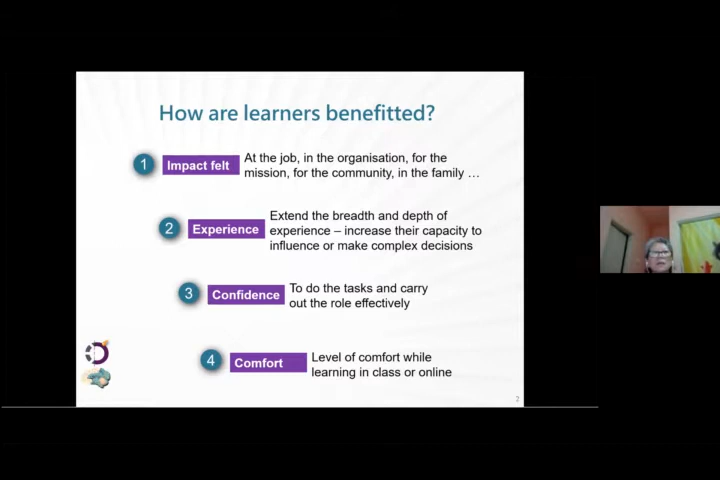 How are learners benefitted?
1
Impact felt
At the job, in the organisation, for the
mission, for the community, in the family …
2
Experience
Extend the breadth and depth of
experience – increase their capacity to
influence or make complex decisions
3
Confidence
To do the tasks and carry
out the role effectively
4
Comfort
Level of comfort while
learning in class or online
2